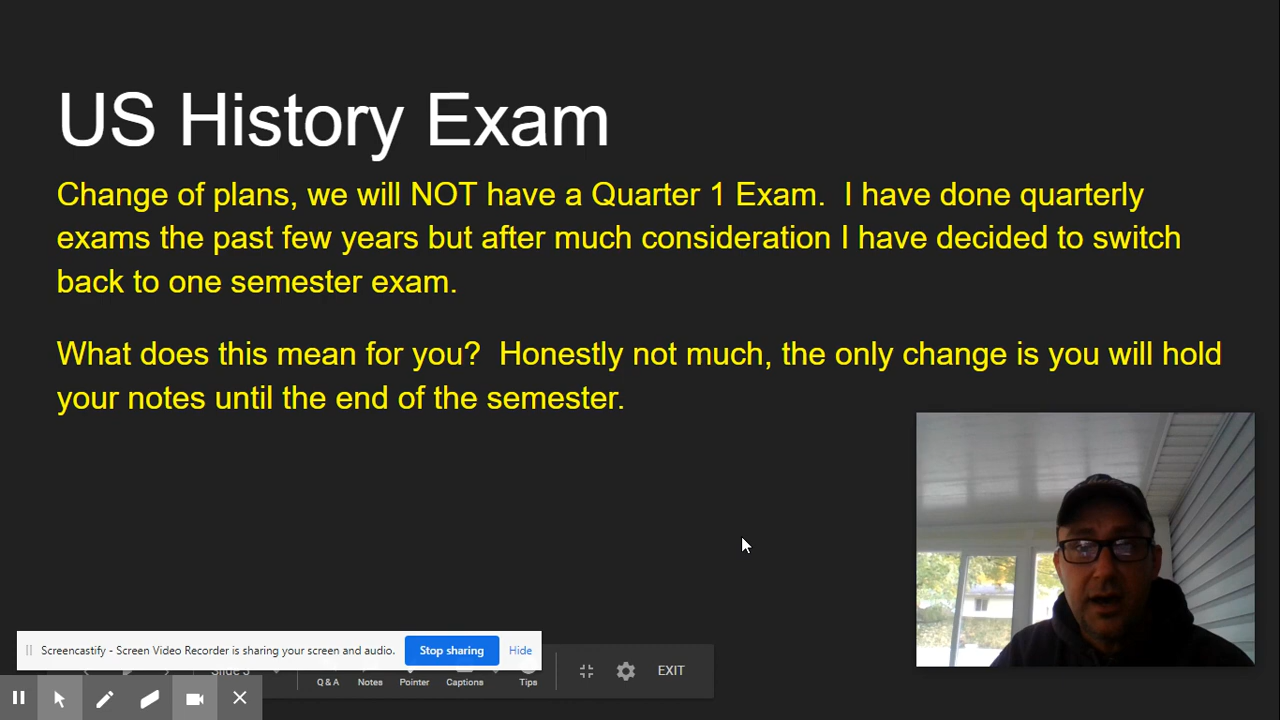 US History Exam
Change of plans, we will NOT have a Quarter 1 Exam.  I have done quarterly
exams the past few years but after much consideration I have decided to switch
back to one semester exam.
What does this mean for you?  Honestly not much, the only change is you will hold
your notes until the end of the semester.
Screencastify - Screen Video Recorder is sharing your screen and audio. Stop sharing Hide
EXIT
Q & A Notes Pointer Captions Tips